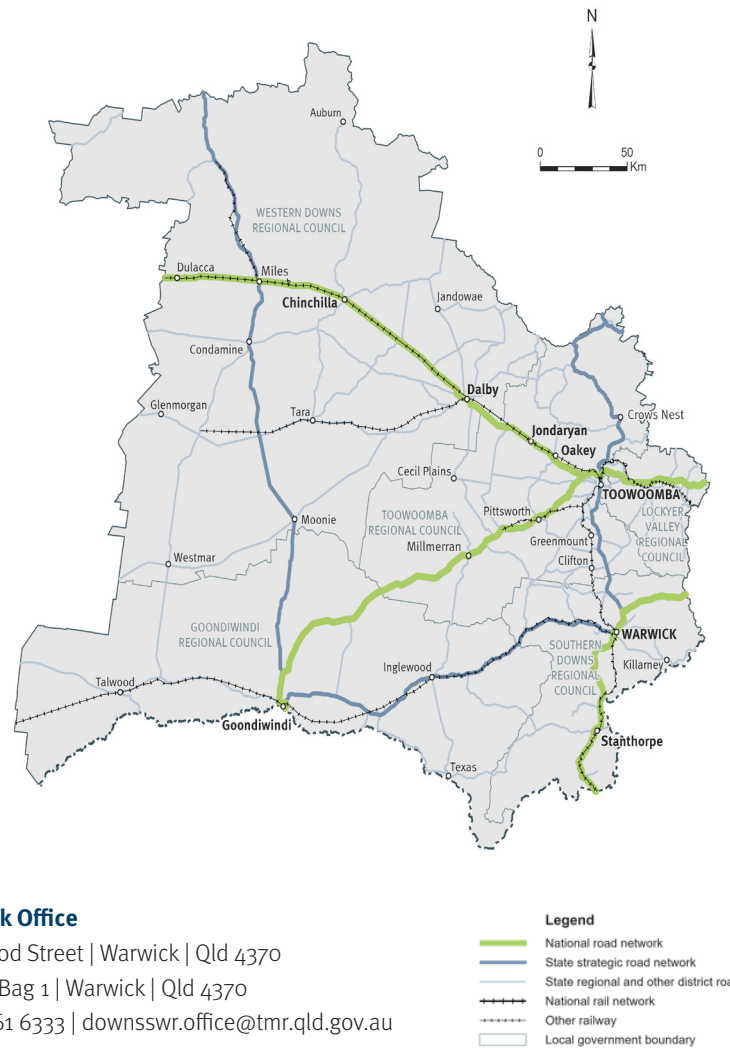 N
0 50
Km
Auburn
WESTERN DOWNS
REGIONAL COUNCIL
Dulacca
Miles
Chinchilla
Jandowae
Condamine
Dalby
Glenmorgan
Tara
Crows Nest
Jondaryan
Oakey
Cecil Plains
TOOWOOMBA
TOOWOOMBA
REGIONAL COUNCIL
Pittsworth
LOCKYER
VALLEY
REGIONAL
COUNCIL
Moonie
Greenmount
Millmerran
Clifton
Westmar
GOONDIWINDI
REGIONAL COUNCIL
WARWICK
SOUTHERN
DOWNS
REGIONAL
COUNCIL
Killarney
Inglewood
Talwood
Goondiwindi
Stanthorpe
Texas
k Office
od Street | Warwick | Qld 4370
Bag 1 | Warwick | Qld 4370
61 6333 | downsswr.office@tmr.qld.gov.au
Legend
National road network
State strategic road network
State regional and other district roa
National rail network
Other railway
Local government boundary